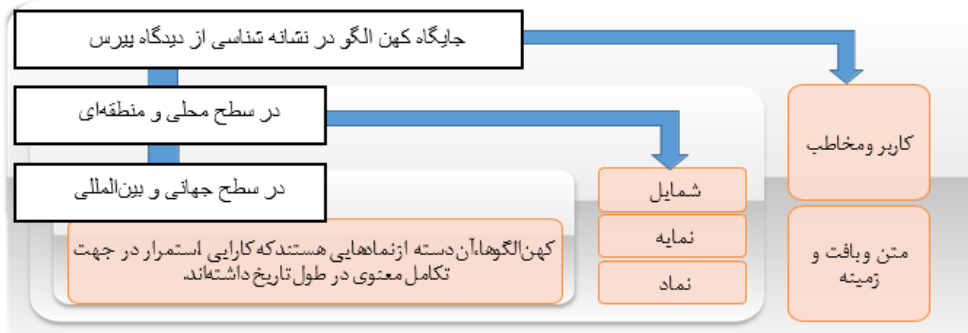 جایگاه کهن الگو در نشانه شناسی از دیدگاه پیرس
در سطح محلی و منطقه‌ای
در سطح جهانی و بین‌المللی
کاربر ومخاطب
متن وبافت و
زمینه
شمایل
نمایه
نماد
کهن‌الگوها،آن دسته ازنمادهایی هستندکه کارایی استمرار در جهت
تکامل معنوی در طول تاریخ داشته‌اند.